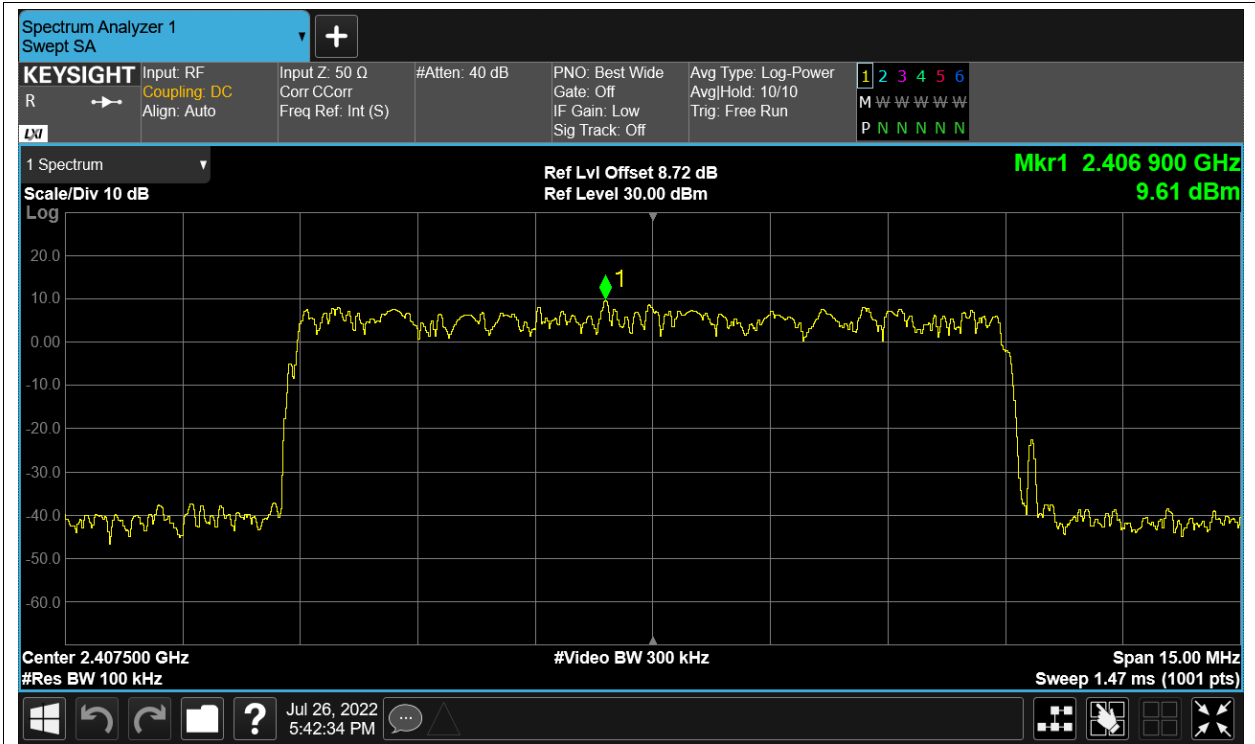 Spectrum Analyzer 1
Swept SA
KEYSIGHT
R
LXI
Input: RF
Coupling: DC
Align: Auto
Input Z: 50 Ω
Corr CCorr
Freq Ref: Int (S)
#Atten: 40 dB
PNO: Best Wide
Gate: Off
IF Gain: Low
Sig Track: Off
Avg Type: Log-Power
Avg|Hold: 10/10
Trig: Free Run
1 2 3 4 5 6
M W W W W W
P N N N N N
1 Spectrum
Scale/Div 10 dB
Log
Ref Lvl Offset 8.72 dB
Ref Level 30.00 dBm
Mkr1 2.406 900 GHz
9.61 dBm
20.0
10.0
0.00
-10.0
-20.0
-30.0
-40.0
-50.0
-60.0
1
Center 2.407500 GHz
#Res BW 100 kHz
#Video BW 300 kHz
Span 15.00 MHz
Sweep 1.47 ms (1001 pts)
?
Jul 26, 2022
5:42:34 PM